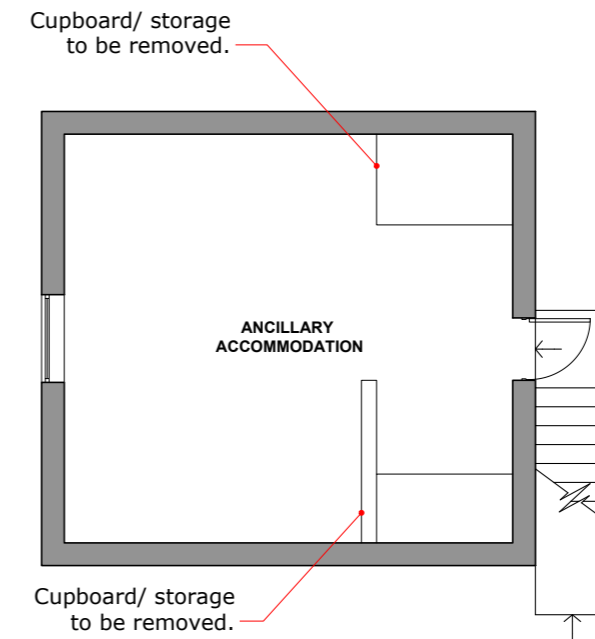 Cupboard/ storage
to be removed.
ANCILLARY
ACCOMMODATION
Cupboard/ storage
to be removed.